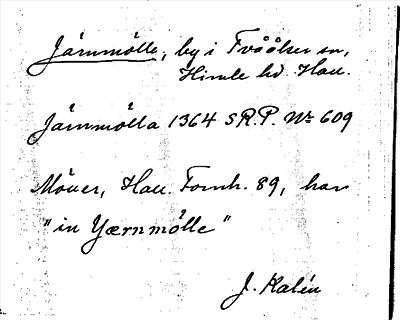 Järnmölle, by i Tvååker sn,
Himle hd. Hall.
Järnmölla 1364 SRP. Nr 609
Möller, Hall. Fornh. 89, har
"in Yærnmölle"
J. Kalén